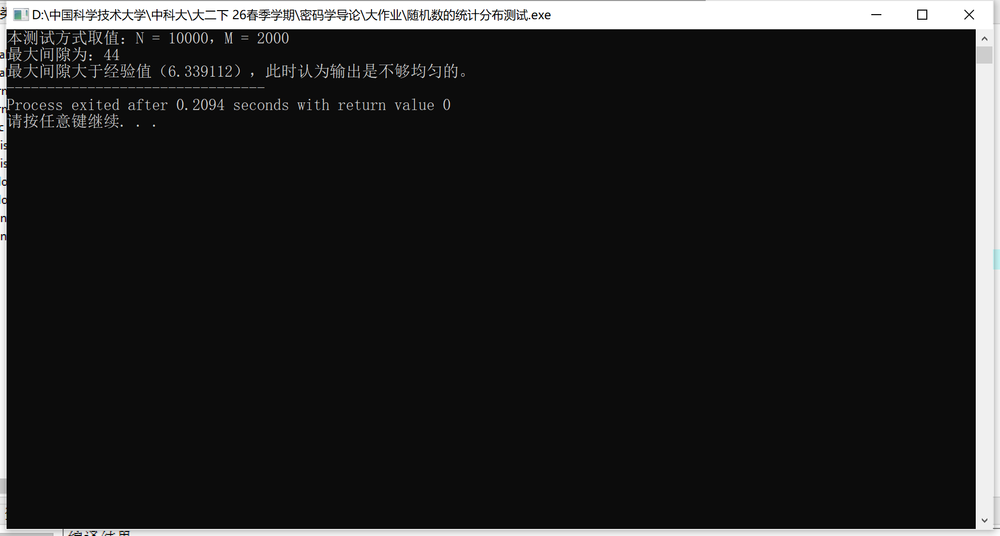 D:\中国科学技术大学\中科大\大二下 26春季学期\密码学导论\大作业\随机数的统计分布测试.exe
本测试方式取值：N = 10000，M = 2000
最大间隙为：44
最大间隙大于经验值（6.339112），此时认为输出是不够均匀的。
--------------------------------
Process exited after 0.2094 seconds with return value 0
请按任意键继续. . .